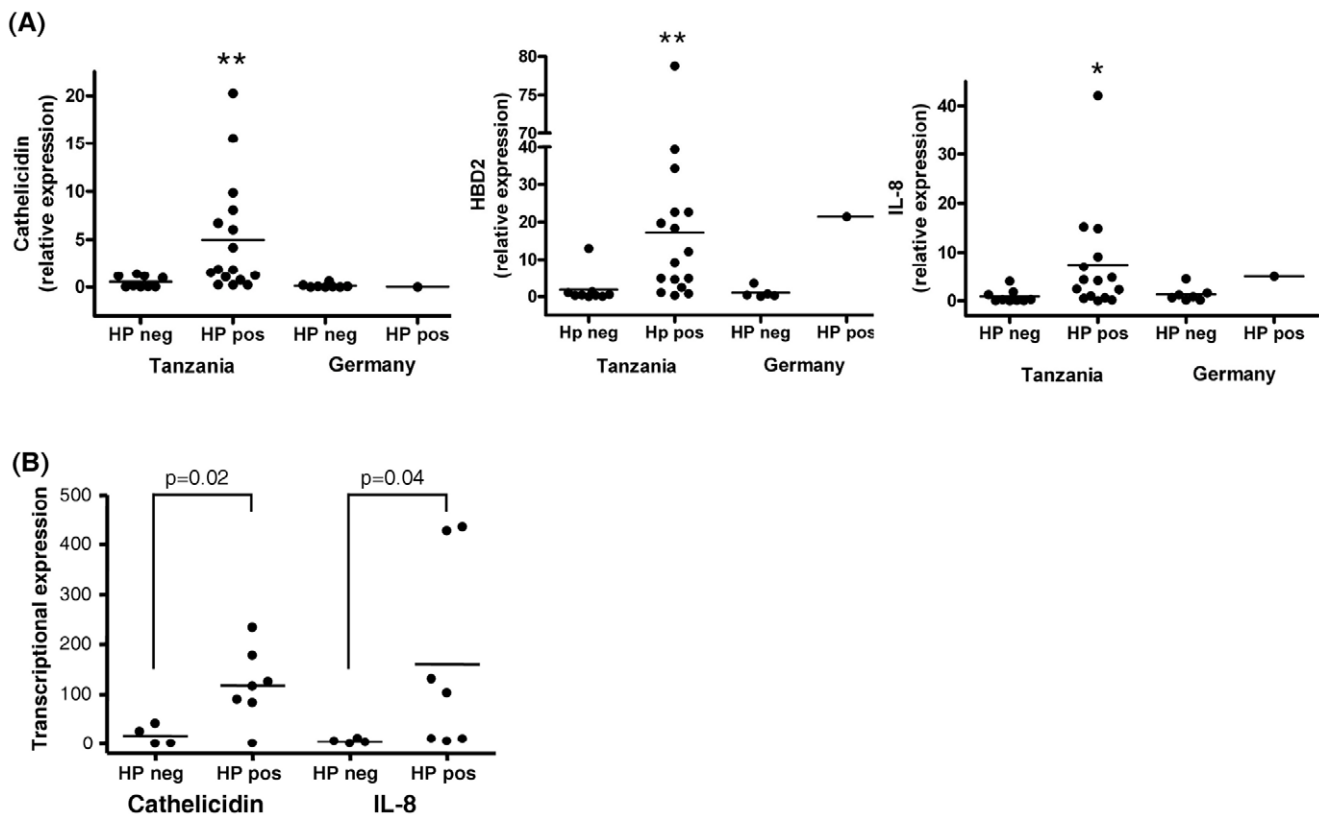 (A)
**
Cathelicidin
(relative expression)
20
15
10
5
0
HP neg HP pos HP neg HP pos
Tanzania Germany
**
HBD2
(relative expression)
80
75
70
40
30
20
10
0
Hp neg Hp pos HP neg HP pos
Tanzania Germany
*
IL-8
(relative expression)
40
30
20
10
0
HP neg HP pos HP neg HP pos
Tanzania Germany
(B)
p=0.02 p=0.04
Transcriptional expression
500
400
300
200
100
0
HP neg HP pos HP neg HP pos
Cathelicidin IL-8